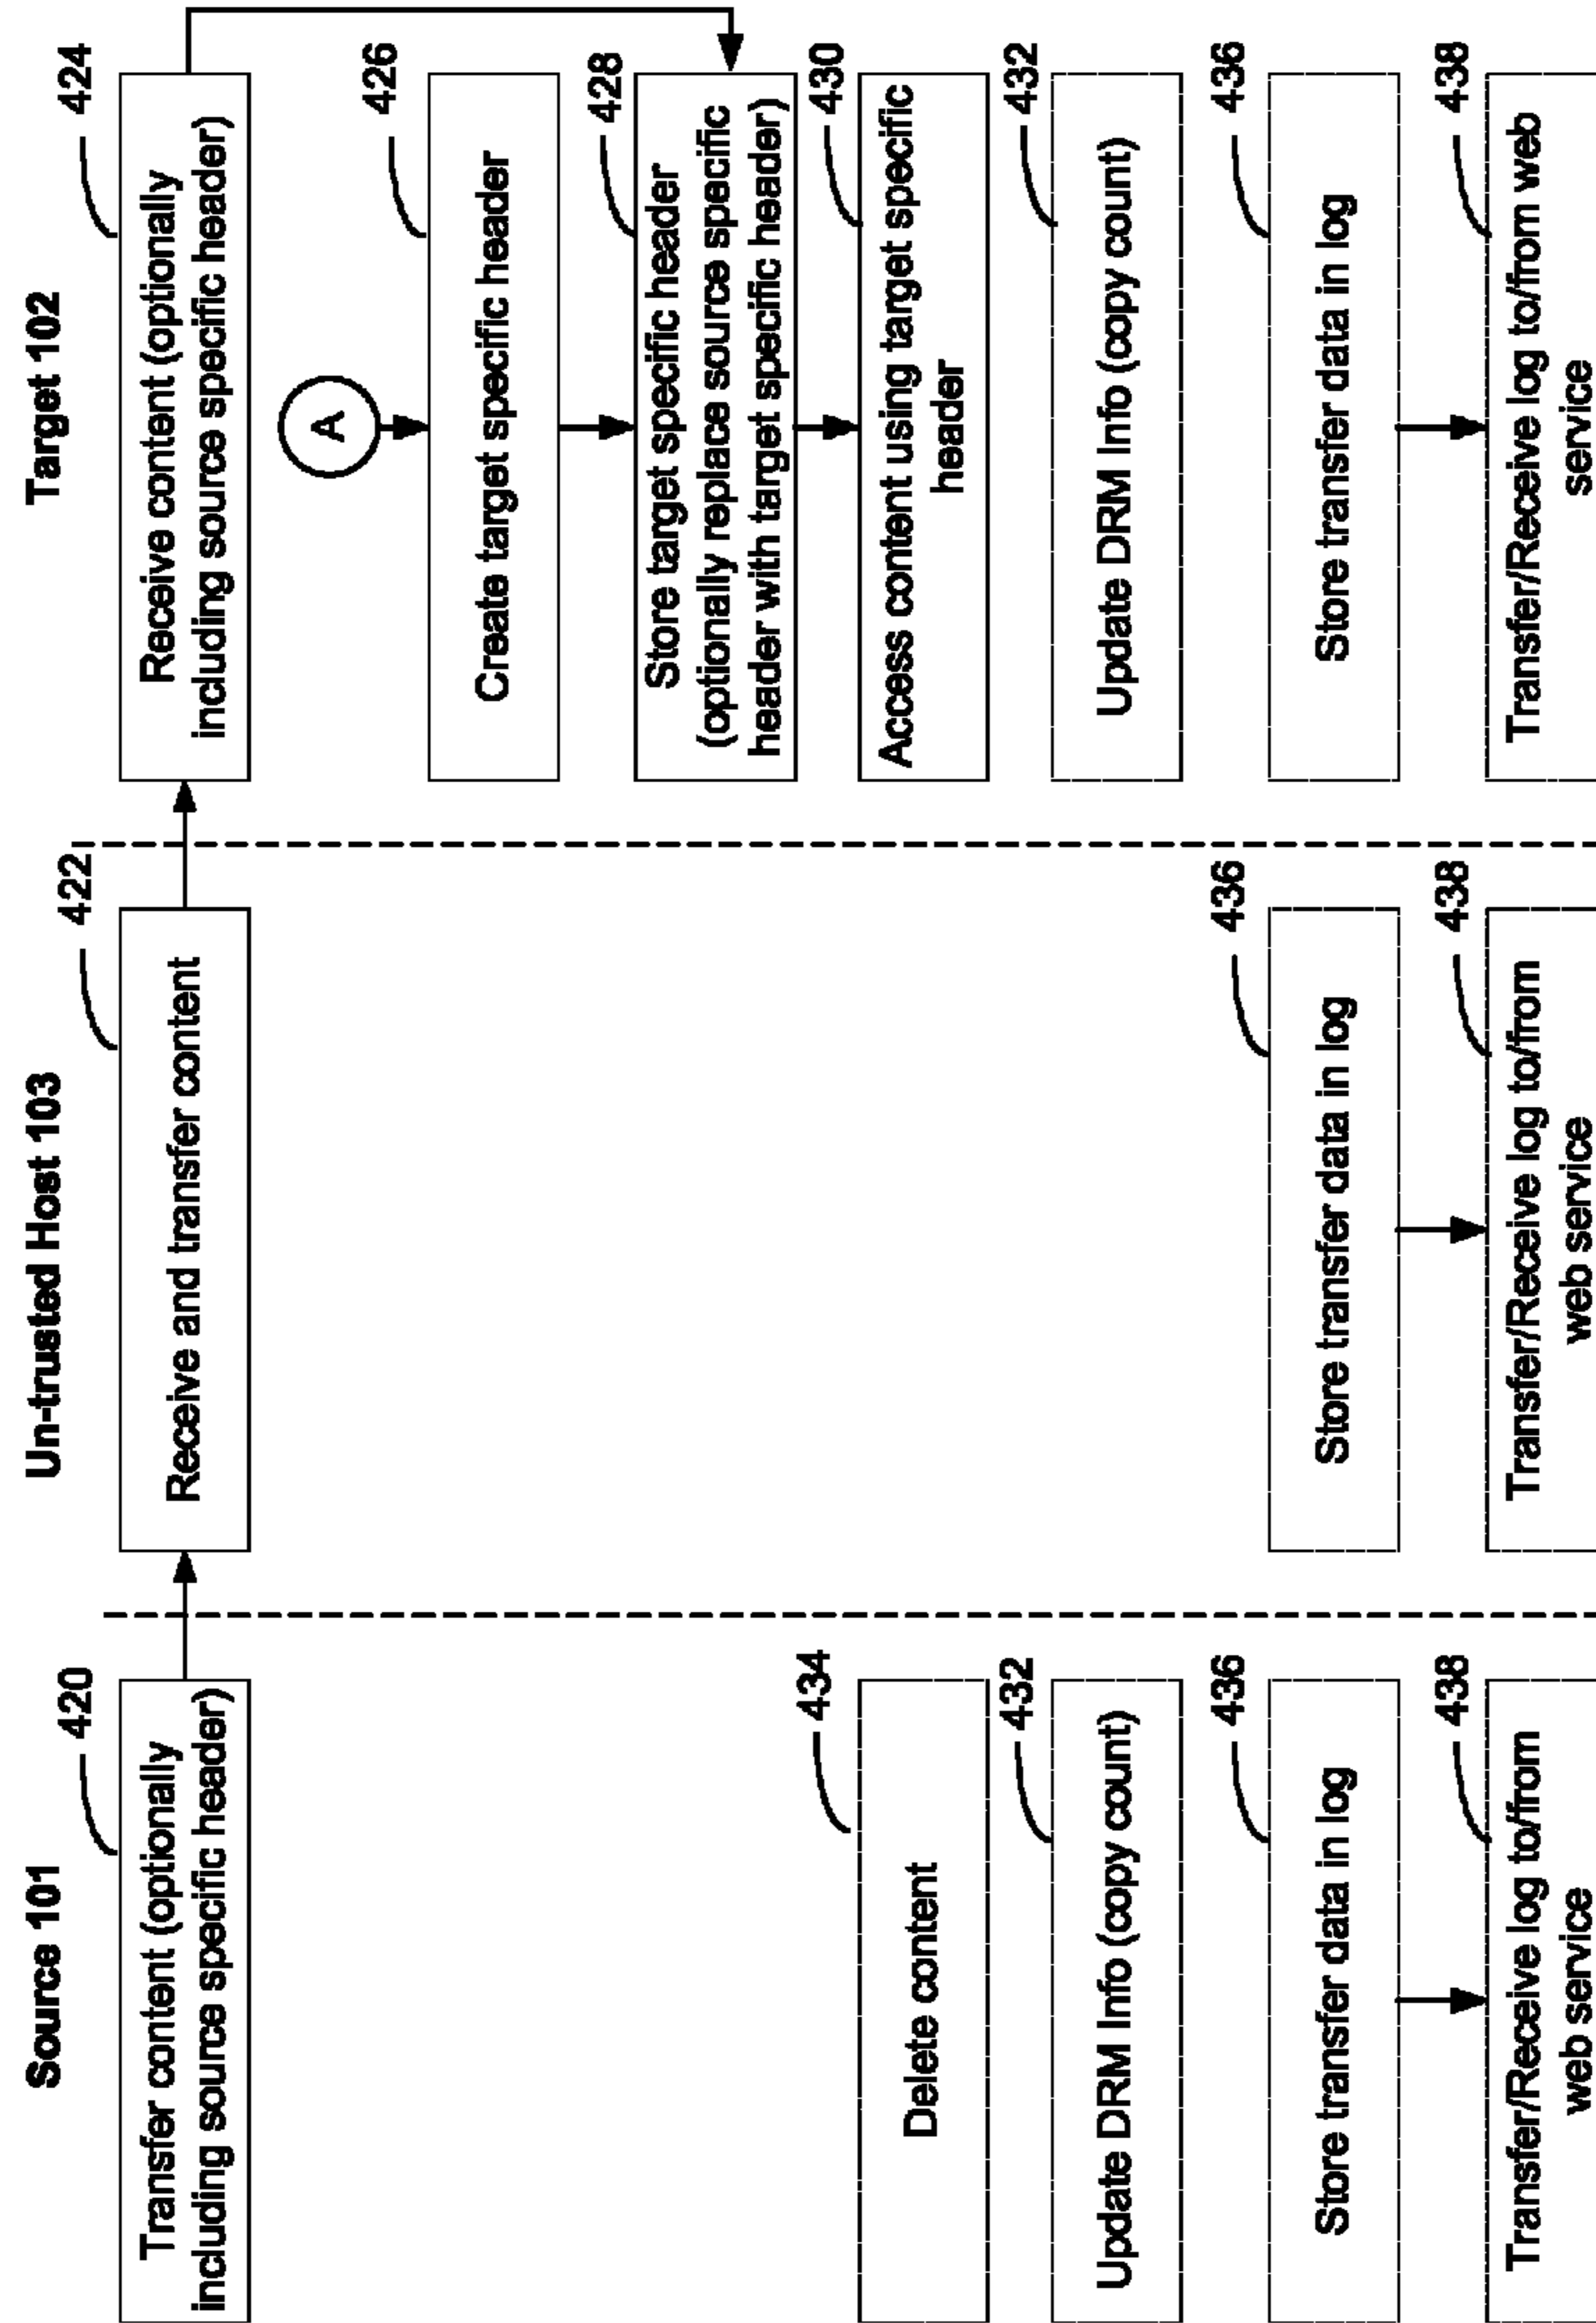 Source 101
Un-trusted Host 103
Target 102
420
Transfer content (optionally
including source specific header)
422
Receive and transfer content
424
Receive content (optionally
including source specific header)
A
426
Create target specific header
428
Store target specific header
(optionally replace source specific
header with target specific header)
434
Delete content
430
Access content using target specific
header
432
Update DRM Info (copy count)
432
Update DRM Info (copy count)
436
Store transfer data in log
436
Store transfer data in log
436
Store transfer data in log
438
Transfer/Receive log to/from
web service
438
Transfer/Receive log to/from
web service
438
Transfer/Receive log to/from web
service